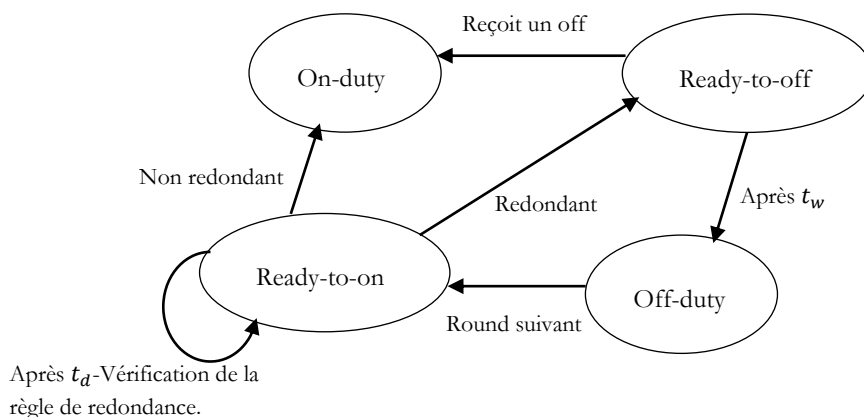 Reçoit un off
On-duty
Ready-to-off
Non redondant
Redondant
Après t_w
Ready-to-on
Off-duty
Round suivant
Après t_d-Vérification de la
règle de redondance.